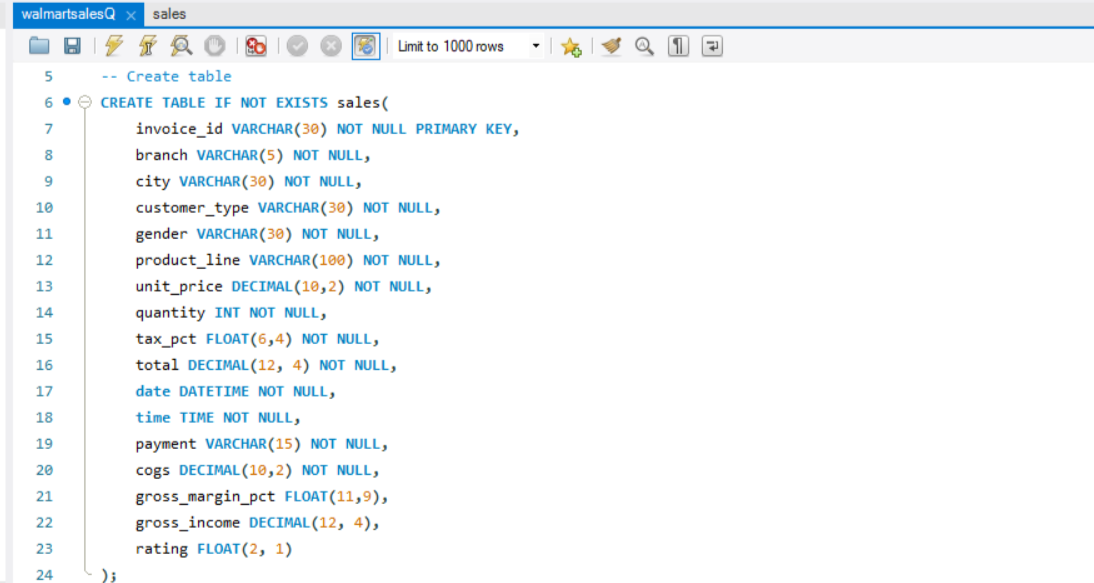 walmartsalesQ × sales
Limit to 1000 rows
5 -- Create table
6 CREATE TABLE IF NOT EXISTS sales(
7 invoice_id VARCHAR(30) NOT NULL PRIMARY KEY,
8 branch VARCHAR(5) NOT NULL,
9 city VARCHAR(30) NOT NULL,
10 customer_type VARCHAR(30) NOT NULL,
11 gender VARCHAR(30) NOT NULL,
12 product_line VARCHAR(100) NOT NULL,
13 unit_price DECIMAL(10,2) NOT NULL,
14 quantity INT NOT NULL,
15 tax_pct FLOAT(6,4) NOT NULL,
16 total DECIMAL(12, 4) NOT NULL,
17 date DATETIME NOT NULL,
18 time TIME NOT NULL,
19 payment VARCHAR(15) NOT NULL,
20 cogs DECIMAL(10,2) NOT NULL,
21 gross_margin_pct FLOAT(11,9),
22 gross_income DECIMAL(12, 4),
23 rating FLOAT(2, 1)
24 );